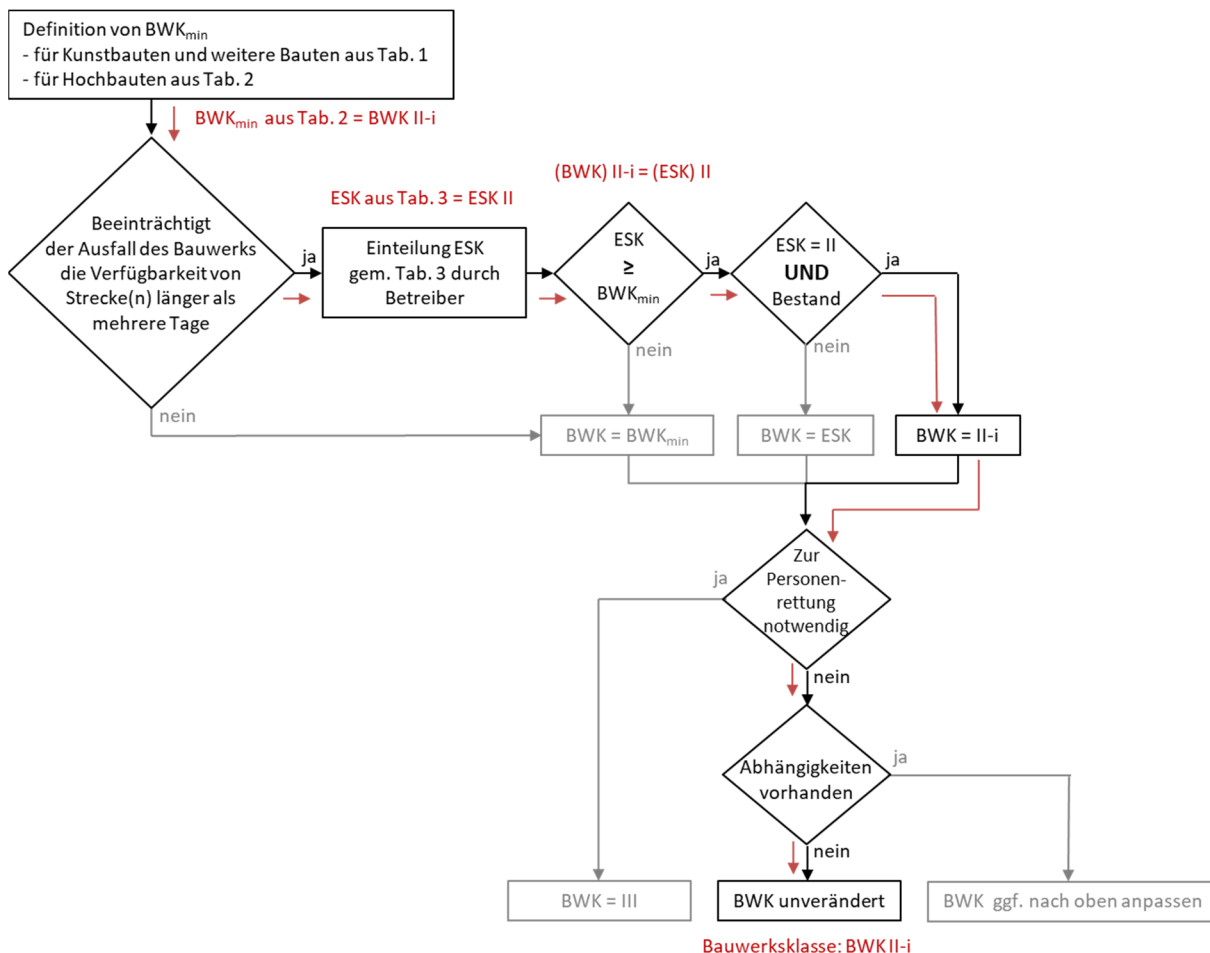 Definition von BWKmin
- für Kunstbauten und weitere Bauten aus Tab. 1
- für Hochbauten aus Tab. 2
BWKmin aus Tab. 2 = BWK II-i
Beeinträchtigt
der Ausfall des Bauwerks
die Verfügbarkeit von
Strecke(n) länger als
mehrere Tage
ja
nein
ESK aus Tab. 3 = ESK II
Einteilung ESK
gem. Tab. 3 durch
Betreiber
(BWK) II-i = (ESK) II
ESK
≥
BWKmin
ja
nein
ESK = II
UND
Bestand
ja
nein
BWK = BWKmin
BWK = ESK
BWK = II-i
Zur
Personen-
rettung
notwendig
ja
nein
Abhängigkeiten
vorhanden
ja
nein
BWK = III
BWK unverändert
BWK ggf. nach oben anpassen
Bauwerksklasse: BWK II-i